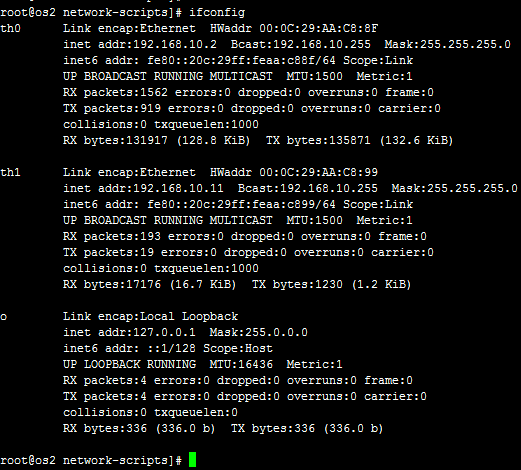 root@os2 network-scripts]# ifconfig
th0 Link encap:Ethernet HWaddr 00:0C:29:AA:C8:8F
inet addr:192.168.10.2 Bcast:192.168.10.255 Mask:255.255.255.0
inet6 addr: fe80::20c:29ff:feaa:c88f/64 Scope:Link
UP BROADCAST RUNNING MULTICAST MTU:1500 Metric:1
RX packets:1562 errors:0 dropped:0 overruns:0 frame:0
TX packets:919 errors:0 dropped:0 overruns:0 carrier:0
collisions:0 txqueuelen:1000
RX bytes:131917 (128.8 KiB) TX bytes:135871 (132.6 KiB)
th1 Link encap:Ethernet HWaddr 00:0C:29:AA:C8:99
inet addr:192.168.10.11 Bcast:192.168.10.255 Mask:255.255.255.0
inet6 addr: fe80::20c:29ff:feaa:c899/64 Scope:Link
UP BROADCAST RUNNING MULTICAST MTU:1500 Metric:1
RX packets:193 errors:0 dropped:0 overruns:0 frame:0
TX packets:19 errors:0 dropped:0 overruns:0 carrier:0
collisions:0 txqueuelen:1000
RX bytes:17176 (16.7 KiB) TX bytes:1230 (1.2 KiB)
o Link encap:Local Loopback
inet addr:127.0.0.1 Mask:255.0.0.0
inet6 addr: ::1/128 Scope:Host
UP LOOPBACK RUNNING MTU:16436 Metric:1
RX packets:4 errors:0 dropped:0 overruns:0 frame:0
TX packets:4 errors:0 dropped:0 overruns:0 carrier:0
collisions:0 txqueuelen:0
RX bytes:336 (336.0 b) TX bytes:336 (336.0 b)
root@os2 network-scripts]#